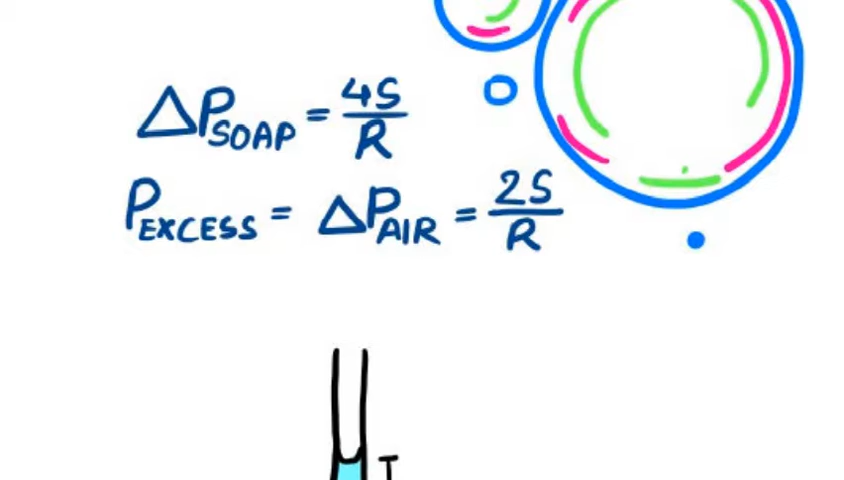 ΔP_SOAP = 4S/R
P_EXCESS = ΔP_AIR = 2S/R